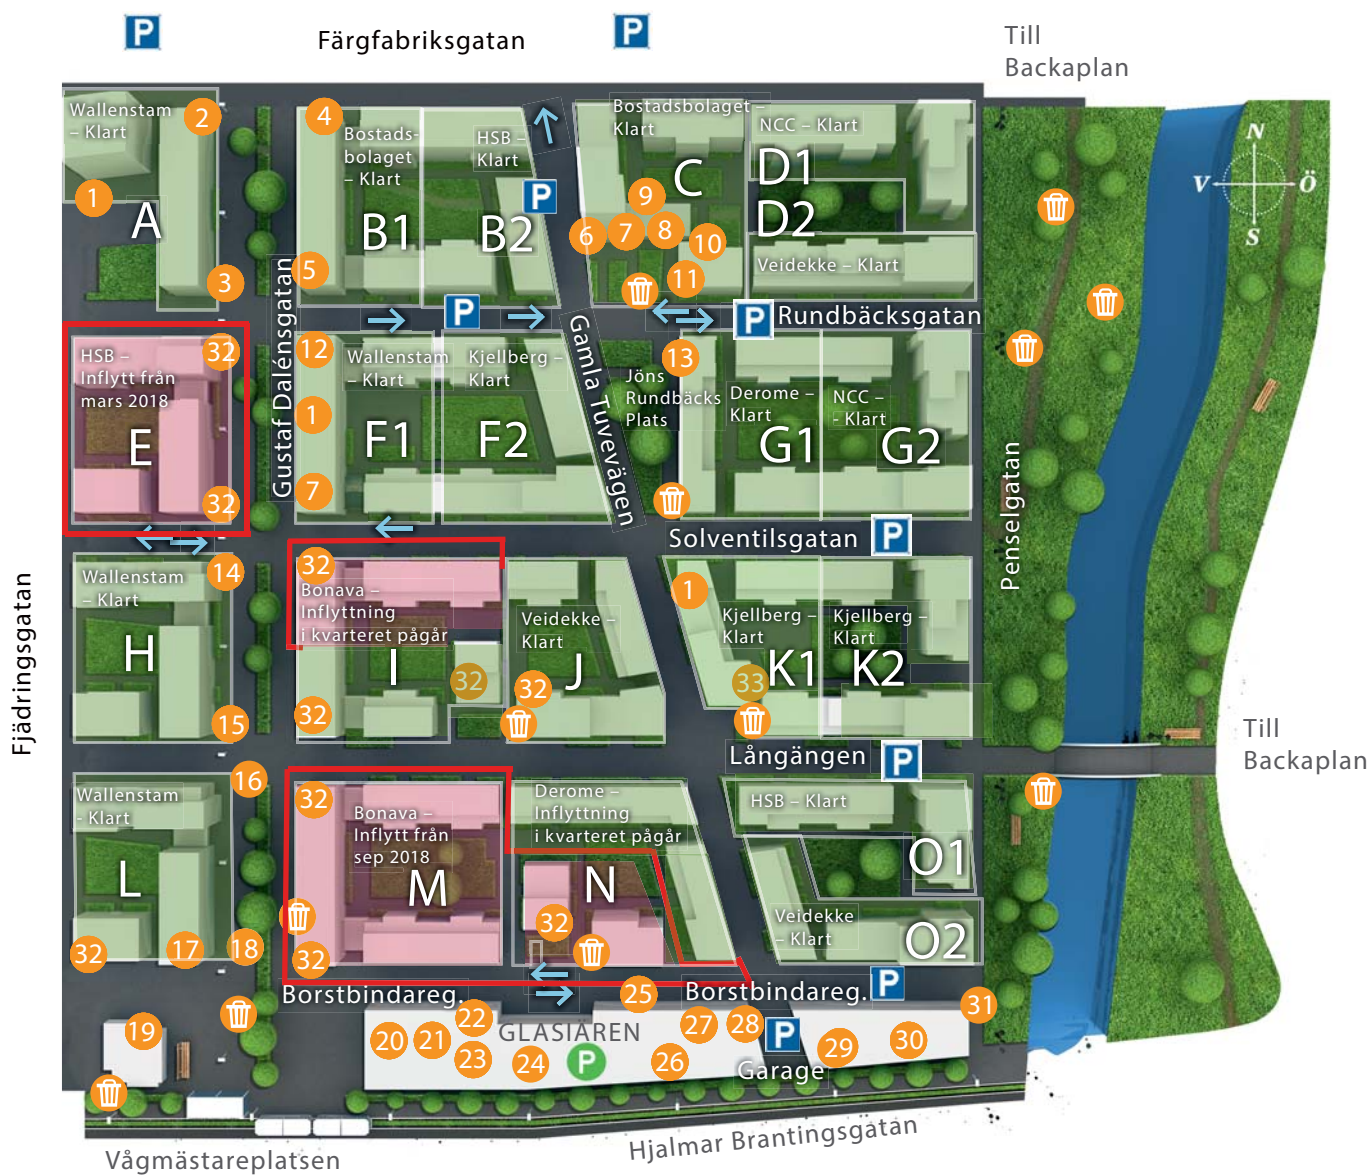 P
P
Färgfabriksgatan
Till
Backaplan
Wallenstam
– Klart
2
1
A
3
4
Bostads-
bolaget
– Klart
B1
5
HSB –
Klart
P
B2
Bostadsbolaget –
Klart
C
9
6
7
8
10
11
NCC – Klart
D1
D2
Veidekke – Klart
N
V
Ö
S
Gustaf Dalénsgatan
P
Gamla Tuvevägen
P
Rundbäcksgatan
HSB –
Inflytt från
mars 2018
32
E
32
12
Wallenstam
– Klart
1
F1
7
Kjellberg –
Klart
F2
Jöns
Rundbäcks
Plats
13
Derome –
Klart
G1
NCC –
- Klart
G2
Penselgatan
Solventilsgatan
P
Fjädringsgatan
Wallenstam
– Klart
14
H
15
32
Bonava –
Inflyttning
i kvarteret pågår
I
32
32
Veidekke –
Klart
32
J
1
Kjellberg –
Klart
33
K1
Kjellberg –
Klart
K2
Långängen
P
Till
Backaplan
16
Wallenstam
- Klart
L
32
17
18
32
Bonava –
Inflytt från
sep 2018
M
32
Derome –
Inflyttning
i kvarteret pågår
N
32
HSB – Klart
O1
Veidekke
– Klart
O2
Borstbindareg.
Borstbindareg.
P
19
20
21
22
23
GLASIÄREN
24
P
25
26
27
28
P
Garage
29
30
31
Vågmästareplatsen
Hjalmar Brantingsgatan